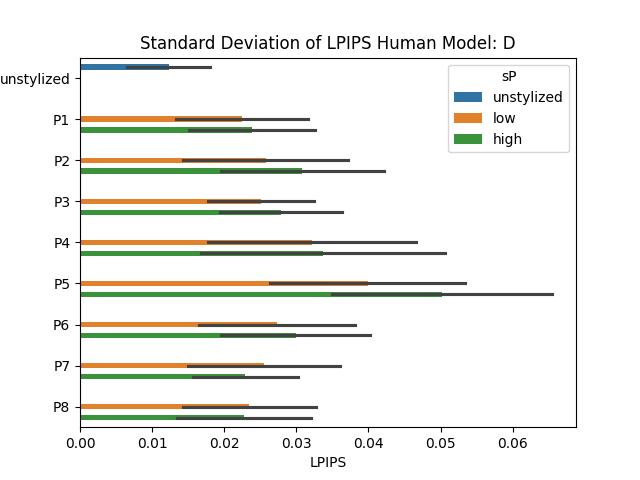 Standard Deviation of LPIPS Human Model: D
sP
unstylized
low
high
unstylized
P1
P2
P3
P4
P5
P6
P7
P8
0.00 0.01 0.02 0.03 0.04 0.05 0.06
LPIPS